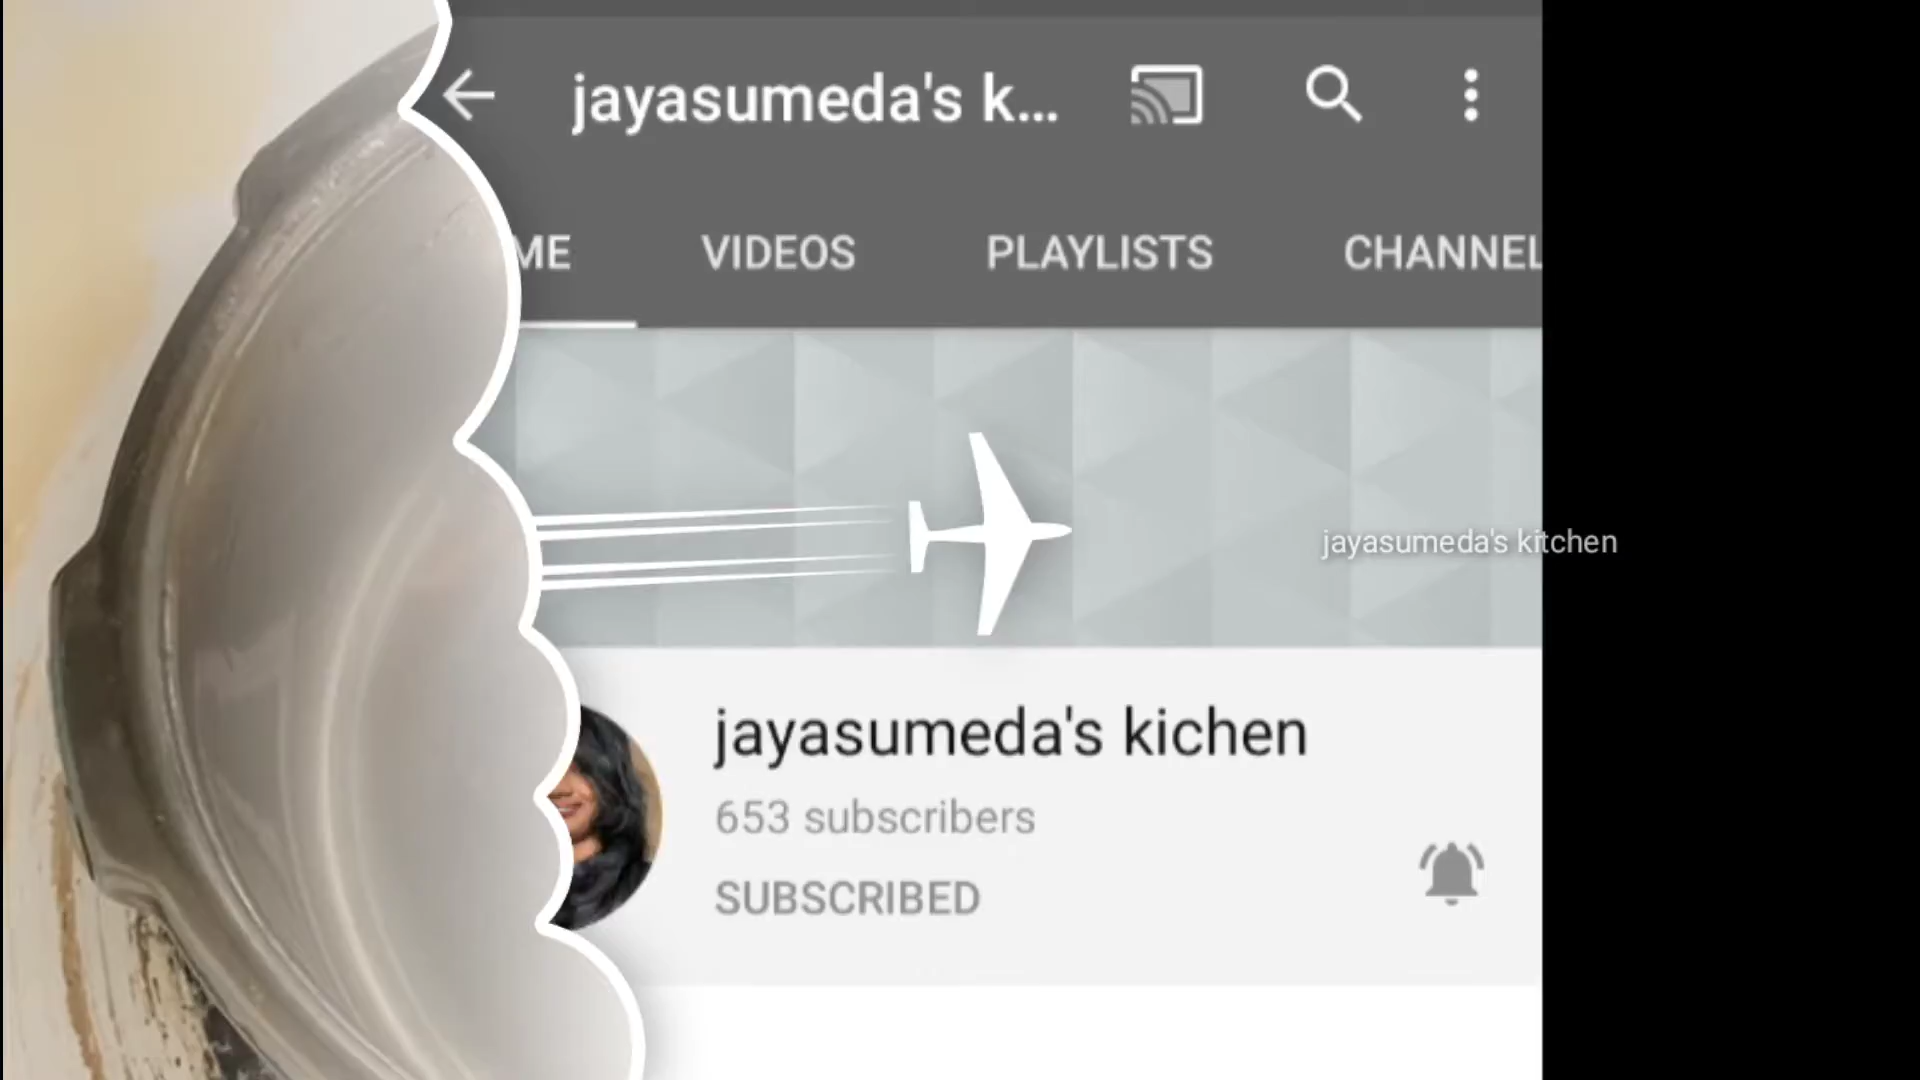 jayasumeda's k...
ME
VIDEOS
PLAYLISTS
CHANNEL
jayasumeda's kitchen
jayasumeda's kichen
653 subscribers
SUBSCRIBED